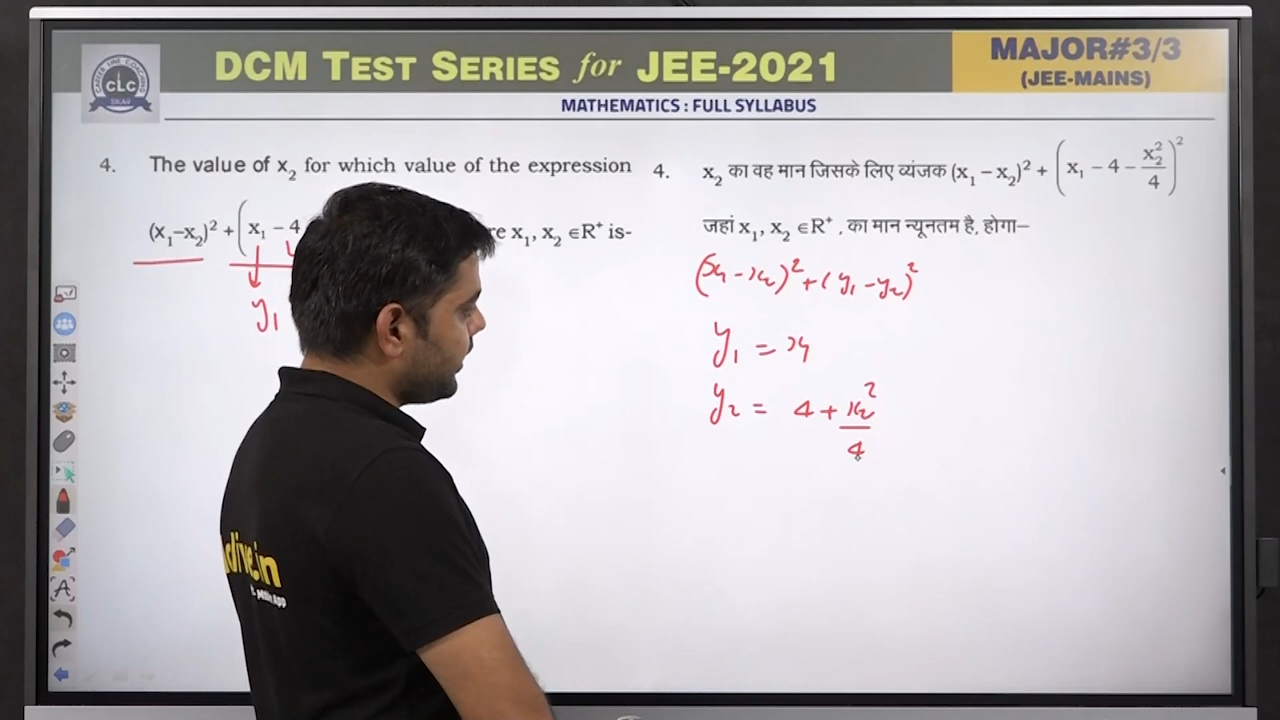 CLC
SIKAR
DCM TEST SERIES for JEE-2021
MAJOR#3/3
(JEE-MAINS)
MATHEMATICS : FULL SYLLABUS
4. The value of x₂ for which value of the expression
(x₁–x₂)² + (x₁ – 4
re x₁, x₂ ∈R⁺ is-
y₁
4. x₂ का वह मान जिसके लिए व्यंजक (x₁ – x₂)² + (x₁ – 4 – x₂²/4)²
जहां x₁, x₂ ∈R⁺, का मान न्यूनतम है, होगा–
(x₁ – x₂)² + (y₁ – y₂)²
y₁ = x₁
y₂ = 4 + x₂²/4
A